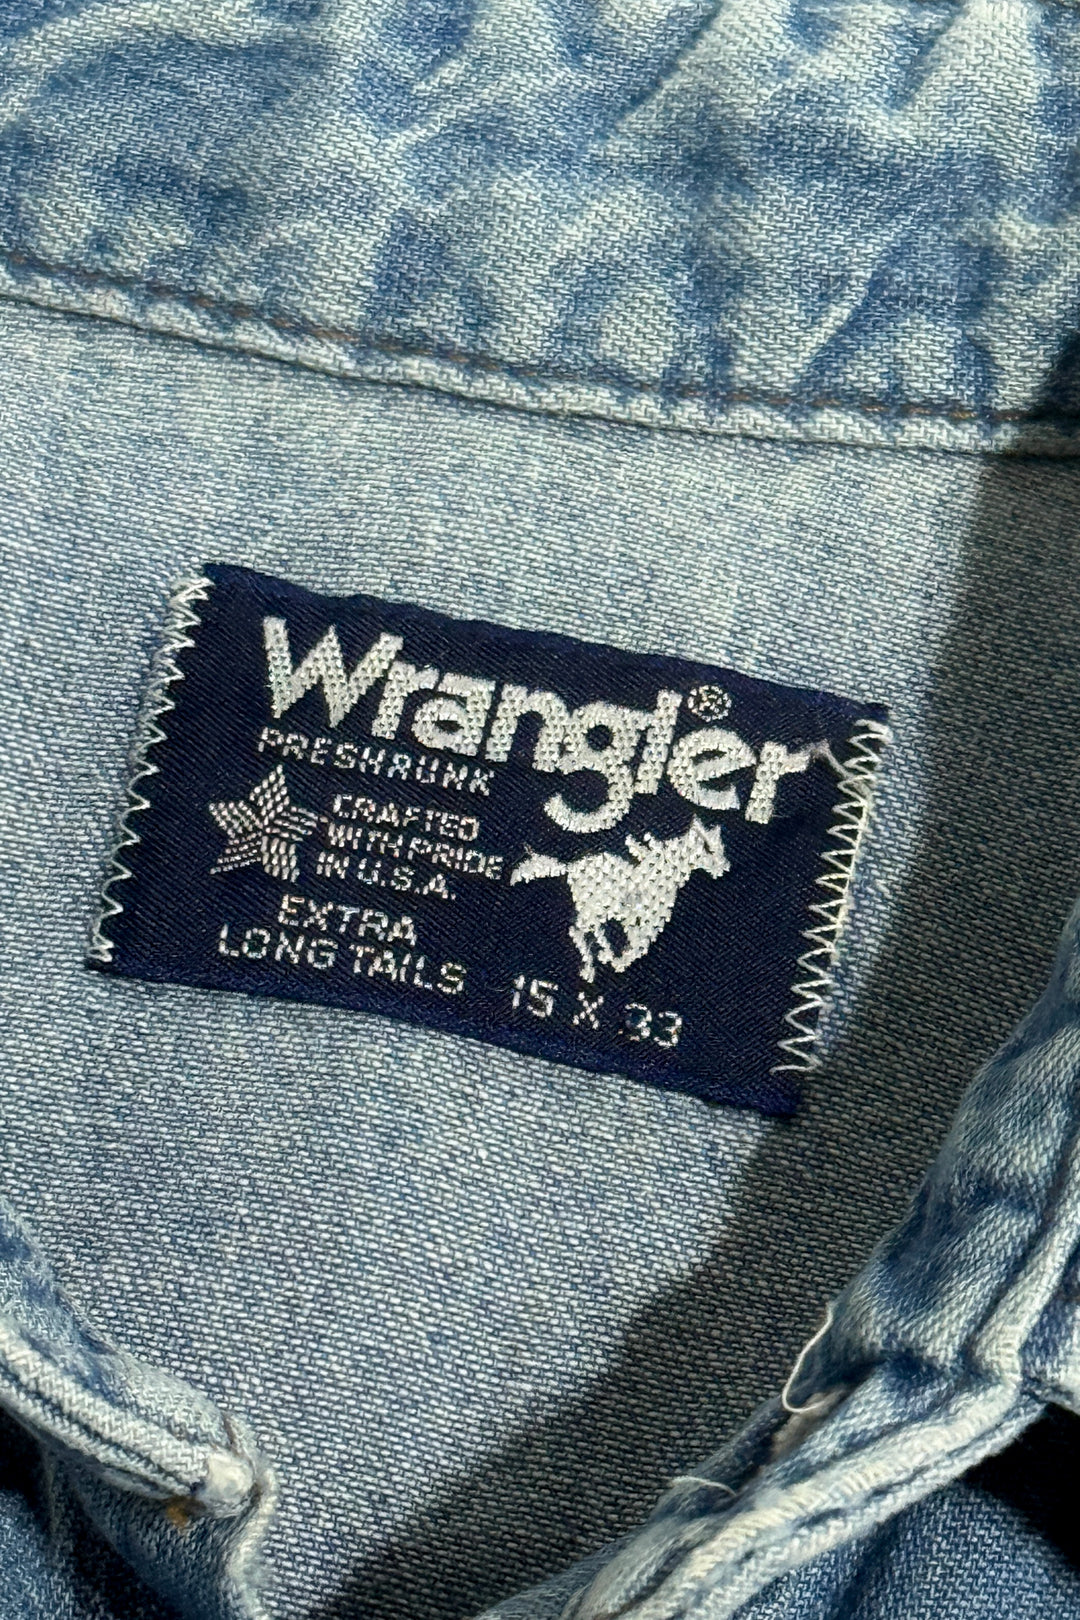 Wrangler®
PRESHRUNK
CRAFTED
WITH PRIDE
IN U.S.A.
EXTRA
LONG TAILS 15 X 33